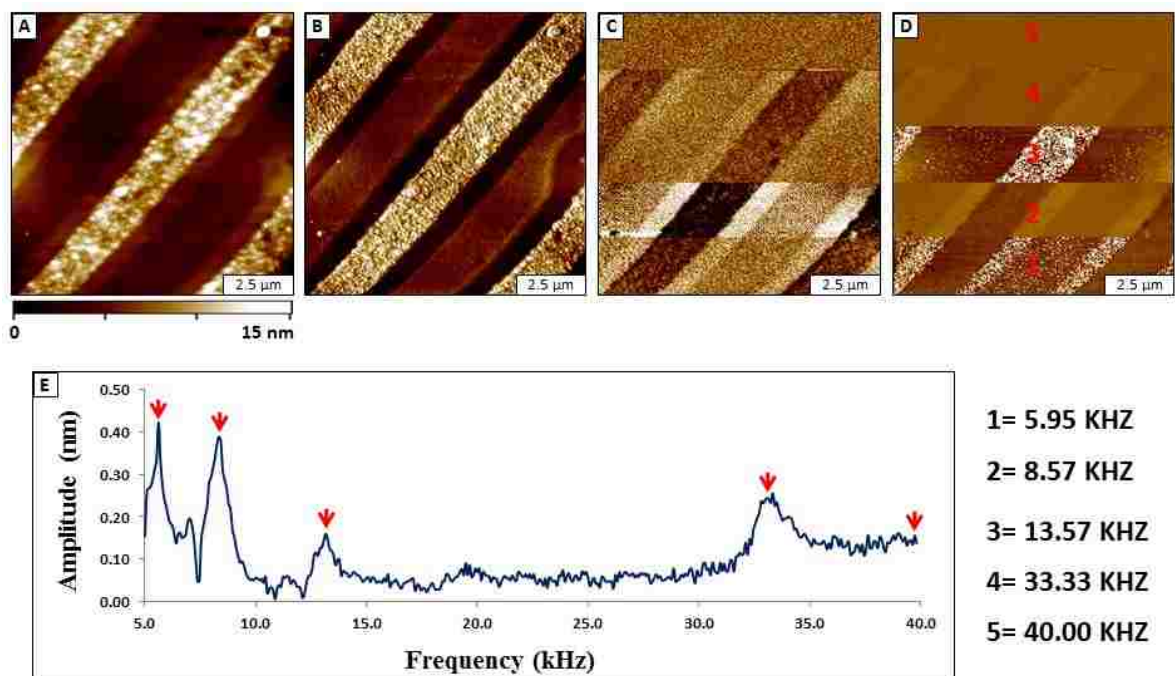 A
B
C
D
5
4
3
2
2.5 µm
2.5 µm
2.5 µm
2.5 µm
0
15 nm
E
0.50
0.40
0.30
0.20
0.10
0.00
Amplitude (nm)
5.0
10.0
15.0
20.0
25.0
30.0
35.0
40.0
Frequency (kHz)
1= 5.95 KHZ
2= 8.57 KHZ
3= 13.57 KHZ
4= 33.33 KHZ
5= 40.00 KHZ